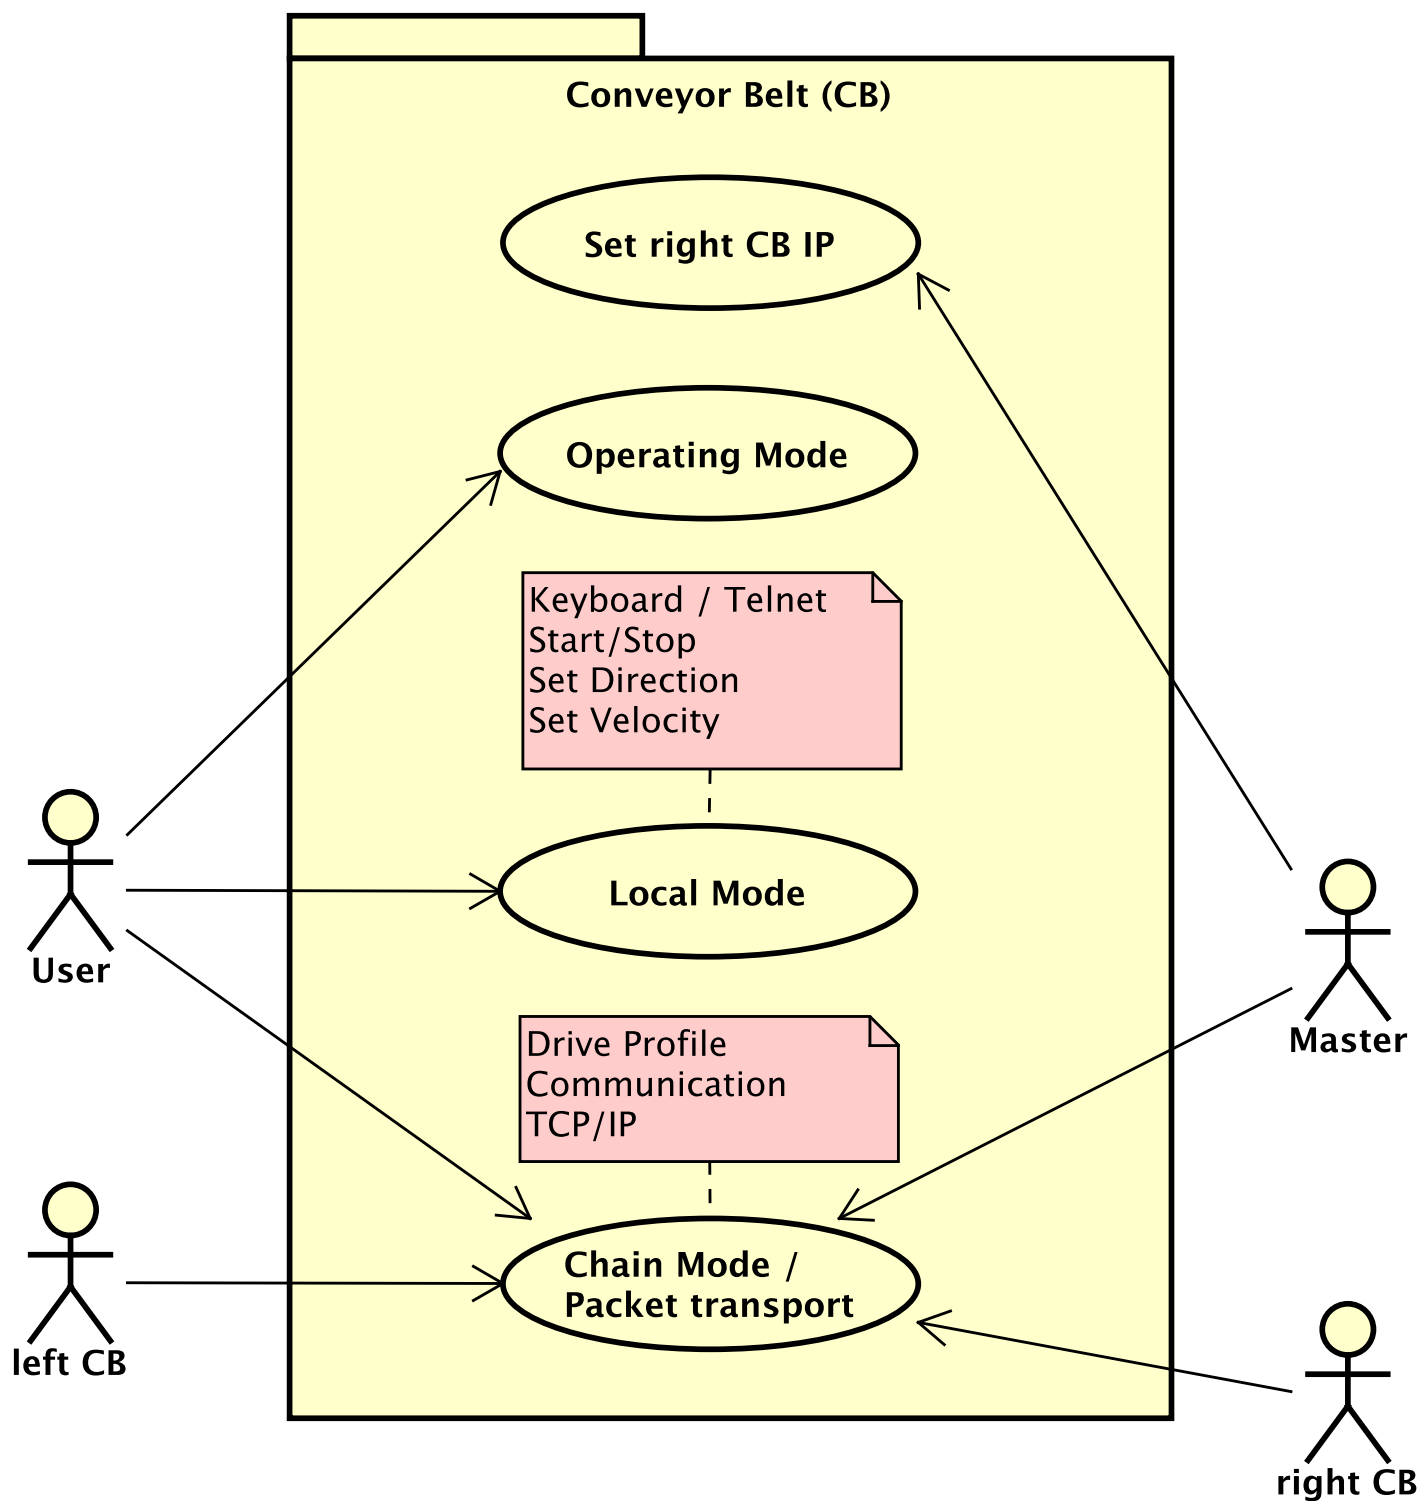 Conveyor Belt (CB)
Set right CB IP
Operating Mode
Keyboard / Telnet
Start/Stop
Set Direction
Set Velocity
Local Mode
User
Master
Drive Profile
Communication
TCP/IP
Chain Mode /
Packet transport
left CB
right CB